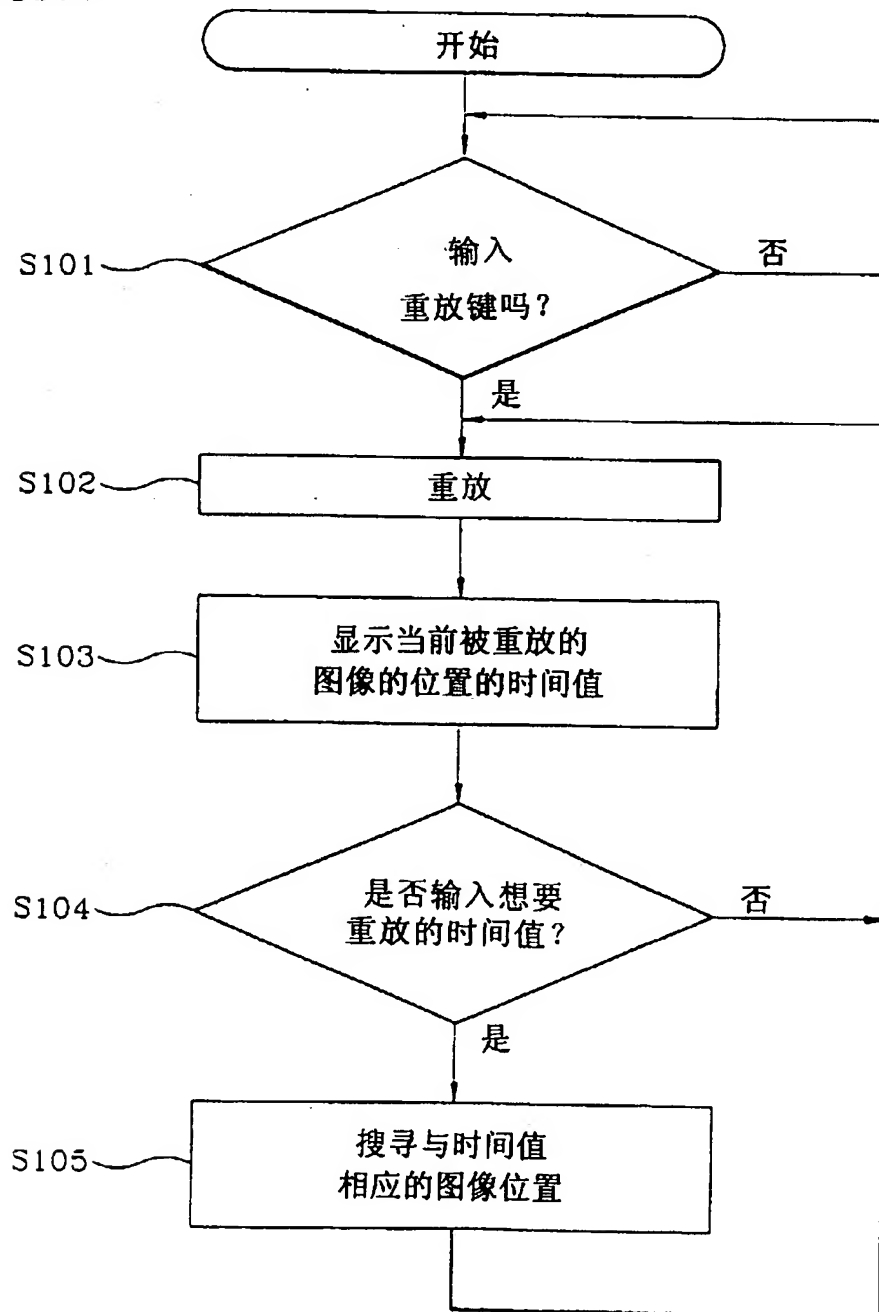 开始
S101
输入
重放键吗？
否
是
S102
重放
S103
显示当前被重放的
图像的位置的时间值
S104
是否输入想要
重放的时间值？
否
是
S105
搜寻与时间值
相应的图像位置